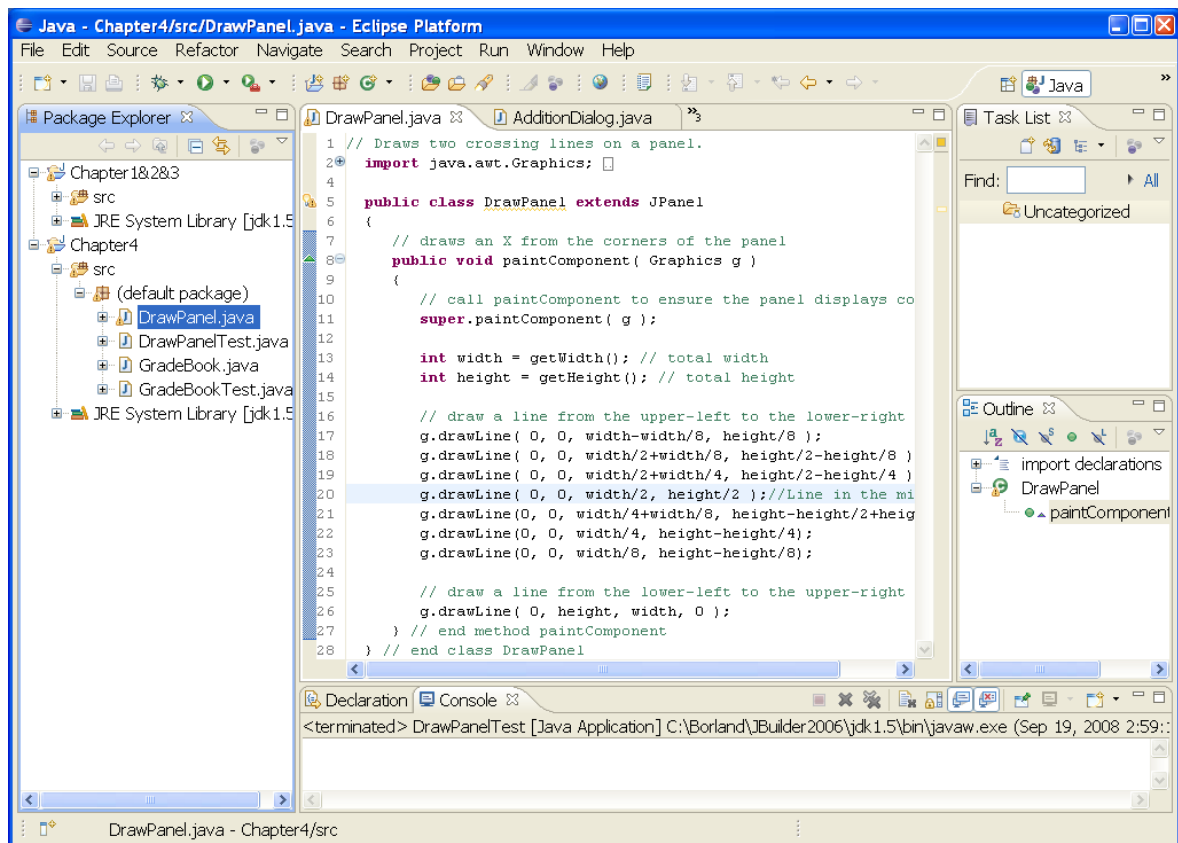 Java - Chapter4/src/DrawPanel.java - Eclipse Platform
File Edit Source Refactor Navigate Search Project Run Window Help
Java
Package Explorer
Chapter1&2&3
src
JRE System Library [jdk1.5
Chapter4
src
(default package)
DrawPanel.java
DrawPanelTest.java
GradeBook.java
GradeBookTest.java
JRE System Library [jdk1.5
DrawPanel.java AdditionDialog.java 3
1 // Draws two crossing lines on a panel.
2 import java.awt.Graphics;
4
5 public class DrawPanel extends JPanel
6 {
7 // draws an X from the corners of the panel
8 public void paintComponent( Graphics g )
9 {
10 // call paintComponent to ensure the panel displays co
11 super.paintComponent( g );
12
13 int width = getWidth(); // total width
14 int height = getHeight(); // total height
15
16 // draw a line from the upper-left to the lower-right
17 g.drawLine( 0, 0, width-width/8, height/8 );
18 g.drawLine( 0, 0, width/2+width/8, height/2-height/8 )
19 g.drawLine( 0, 0, width/2+width/4, height/2-height/4 )
20 g.drawLine( 0, 0, width/2, height/2 );//Line in the mi
21 g.drawLine(0, 0, width/4+width/8, height-height/2+heig
22 g.drawLine(0, 0, width/4, height-height/4);
23 g.drawLine(0, 0, width/8, height-height/8);
24
25 // draw a line from the lower-left to the upper-right
26 g.drawLine( 0, height, width, 0 );
27 } // end method paintComponent
28 } // end class DrawPanel
Task List
Find: All
Uncategorized
Outline
import declarations
DrawPanel
paintComponent
Declaration Console
<terminated> DrawPanelTest [Java Application] C:\Borland\JBuilder2006\jdk1.5\bin\javaw.exe (Sep 19, 2008 2:59:
DrawPanel.java - Chapter4/src